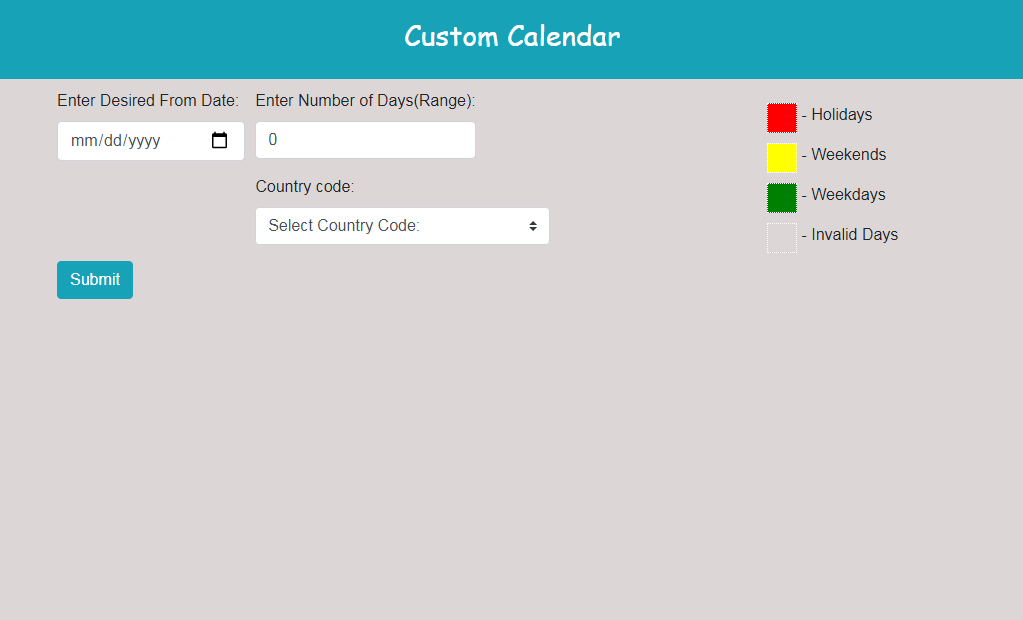 Custom Calendar
Enter Desired From Date:
Enter Number of Days(Range):
mm/dd/yyyy
0
Country code:
Select Country Code:
Submit
- Holidays
- Weekends
- Weekdays
- Invalid Days